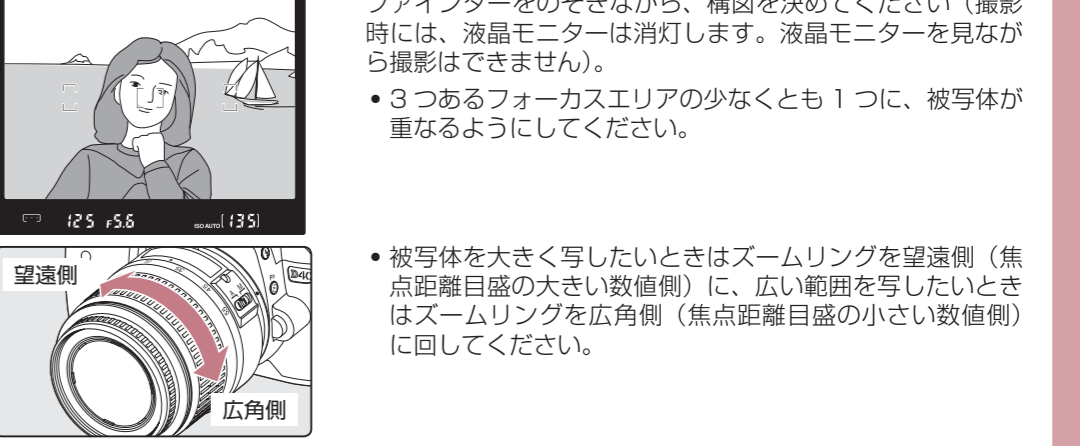 ファインダーをのぞきながら、構図を決めてください（撮影
時には、液晶モニターは消灯します。液晶モニターを見なが
ら撮影はできません）。
• 3 つあるフォーカスエリアの少なくとも 1 つに、被写体が
重なるようにしてください。
125 F5.6 ISO AUTO [135]
• 被写体を大きく写したいときはズームリングを望遠側（焦
点距離目盛の大きい数値側）に、広い範囲を写したいとき
はズームリングを広角側（焦点距離目盛の小さい数値側）
に回してください。
望遠側
D40
広角側